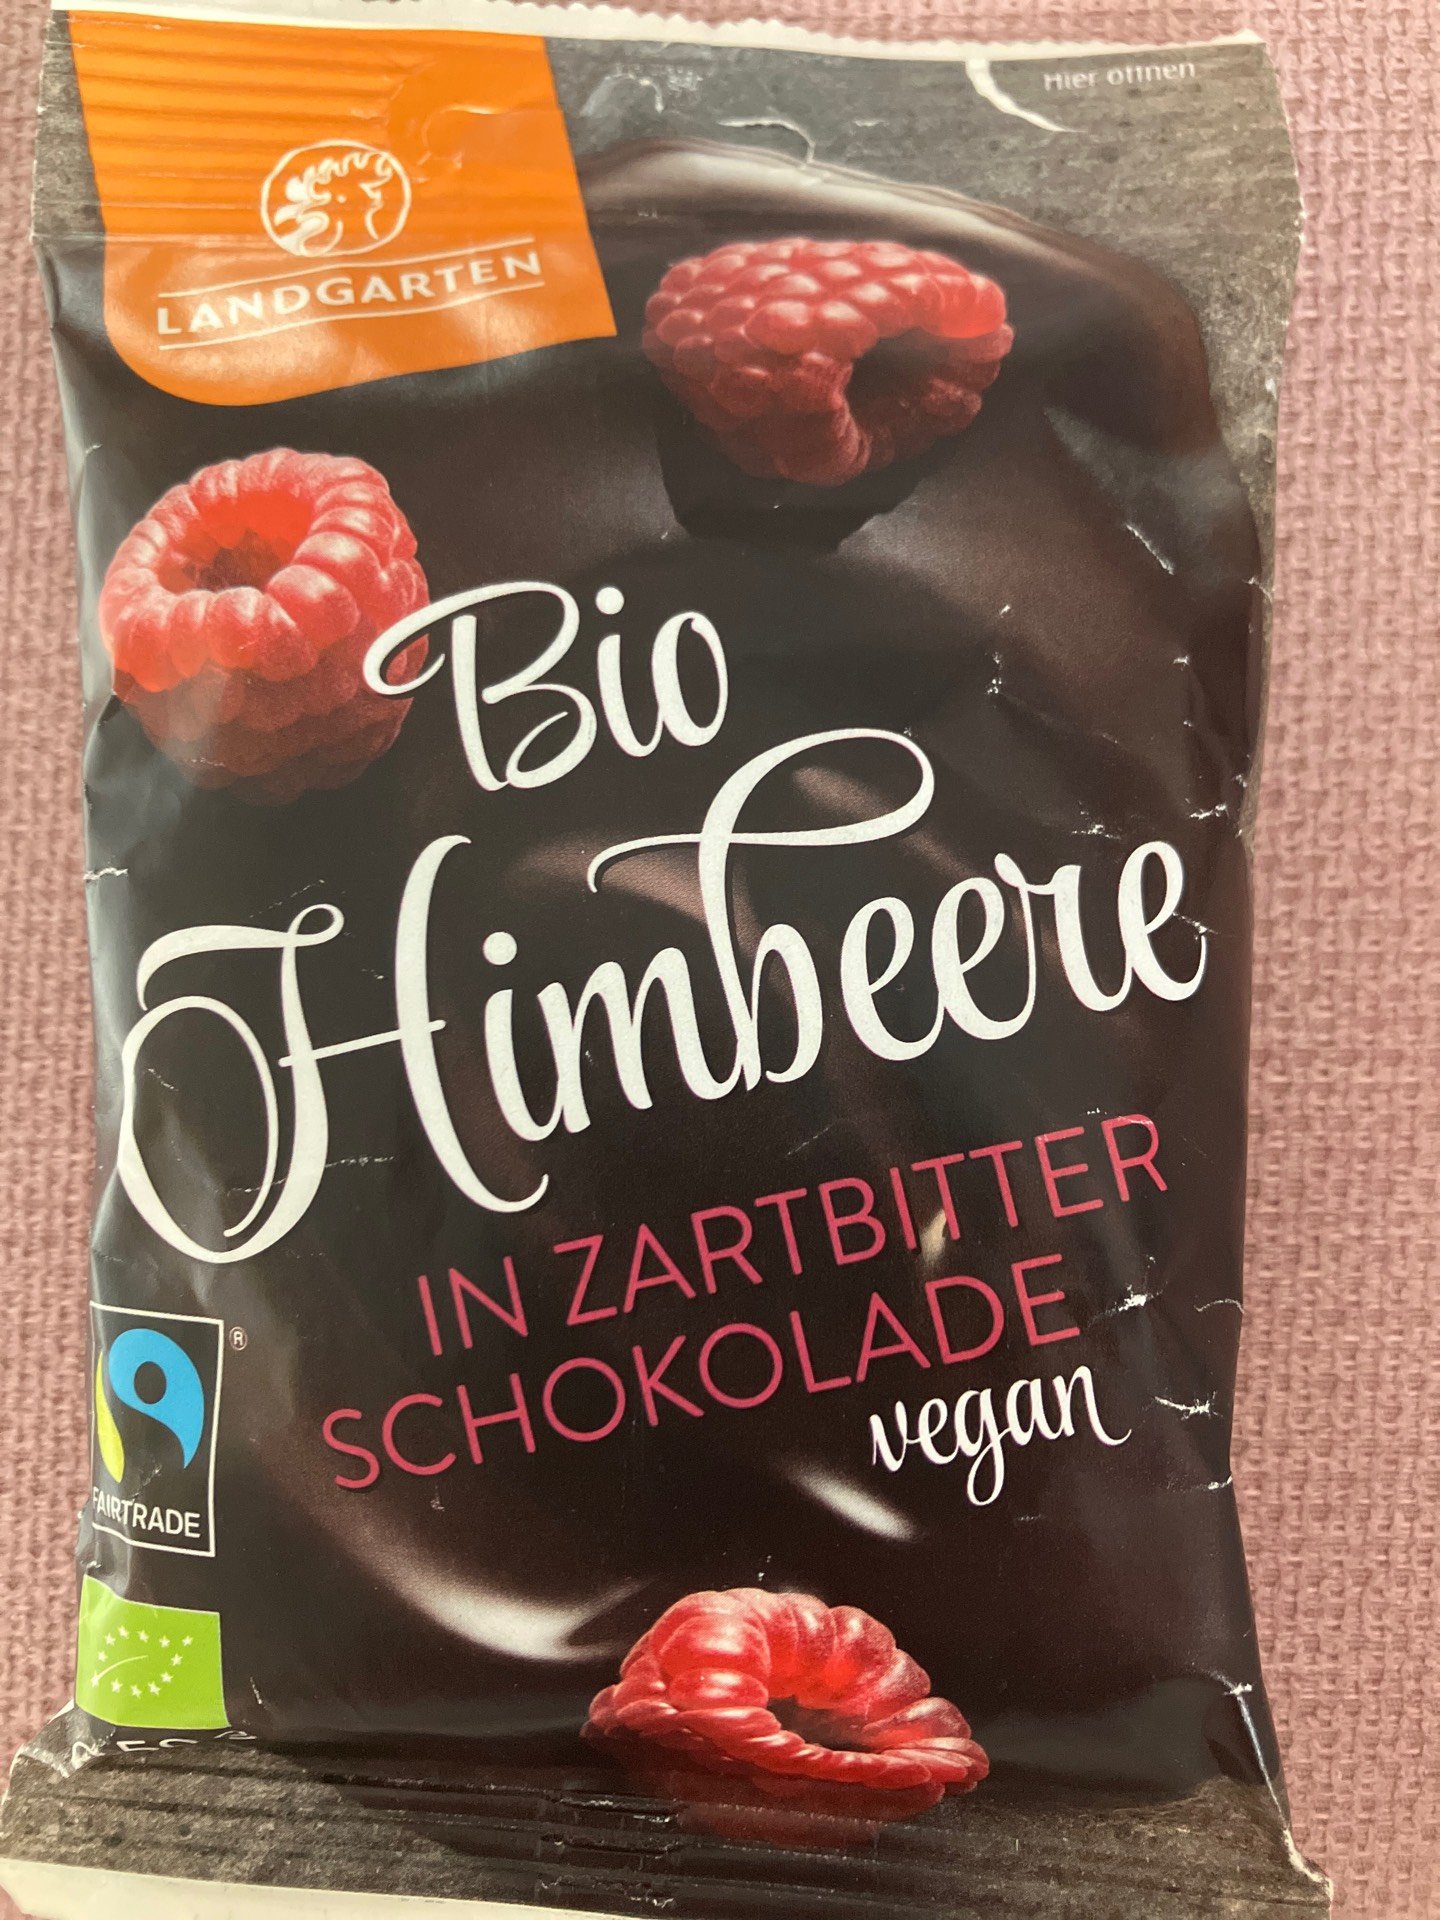 Hier öffnen
LANDGARTEN
Bio
Himbeere
IN ZARTBITTER
SCHOKOLADE
vegan
®
FAIRTRADE